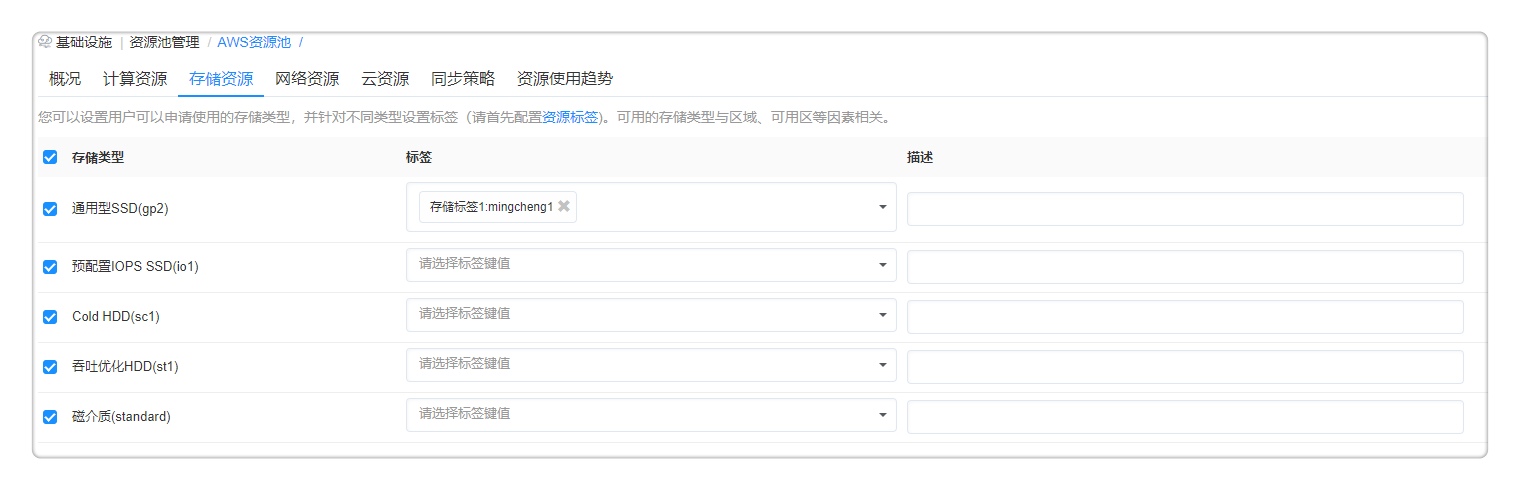 基础设施 | 资源池管理 / AWS资源池 /
概况 计算资源 存储资源 网络资源 云资源 同步策略 资源使用趋势
您可以设置用户可以申请使用的存储类型，并针对不同类型设置标签（请首先配置资源标签)。可用的存储类型与区域、可用区等因素相关。
存储类型 标签 描述
通用型SSD(gp2) 存储标签1:mingcheng1
预配置IOPS SSD(io1) 请选择标签键值
Cold HDD(sc1) 请选择标签键值
吞吐优化HDD(st1) 请选择标签键值
磁介质(standard) 请选择标签键值